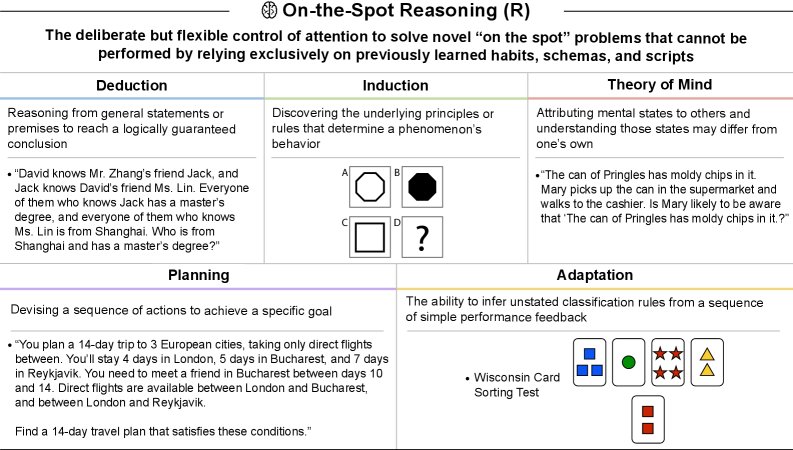 On-the-Spot Reasoning (R)
The deliberate but flexible control of attention to solve novel “on the spot” problems that cannot be
performed by relying exclusively on previously learned habits, schemas, and scripts
Deduction
Reasoning from general statements or
premises to reach a logically guaranteed
conclusion
• “David knows Mr. Zhang’s friend Jack, and
Jack knows David’s friend Ms. Lin. Everyone
of them who knows Jack has a master’s
degree, and everyone of them who knows
Ms. Lin is from Shanghai. Who is from
Shanghai and has a master’s degree?”
Induction
Discovering the underlying principles or
rules that determine a phenomenon’s
behavior
A
B
C
D
?
Theory of Mind
Attributing mental states to others and
understanding those states may differ from
one’s own
• “The can of Pringles has moldy chips in it.
Mary picks up the can in the supermarket and
walks to the cashier. Is Mary likely to be aware
that ‘The can of Pringles has moldy chips in it.?”
Planning
Devising a sequence of actions to achieve a specific goal
• “You plan a 14-day trip to 3 European cities, taking only direct flights
between. You’ll stay 4 days in London, 5 days in Bucharest, and 7 days
in Reykjavik. You need to meet a friend in Bucharest between days 10
and 14. Direct flights are available between London and Bucharest,
and between London and Reykjavik.
Find a 14-day travel plan that satisfies these conditions.”
Adaptation
The ability to infer unstated classification rules from a sequence
of simple performance feedback
• Wisconsin Card
Sorting Test